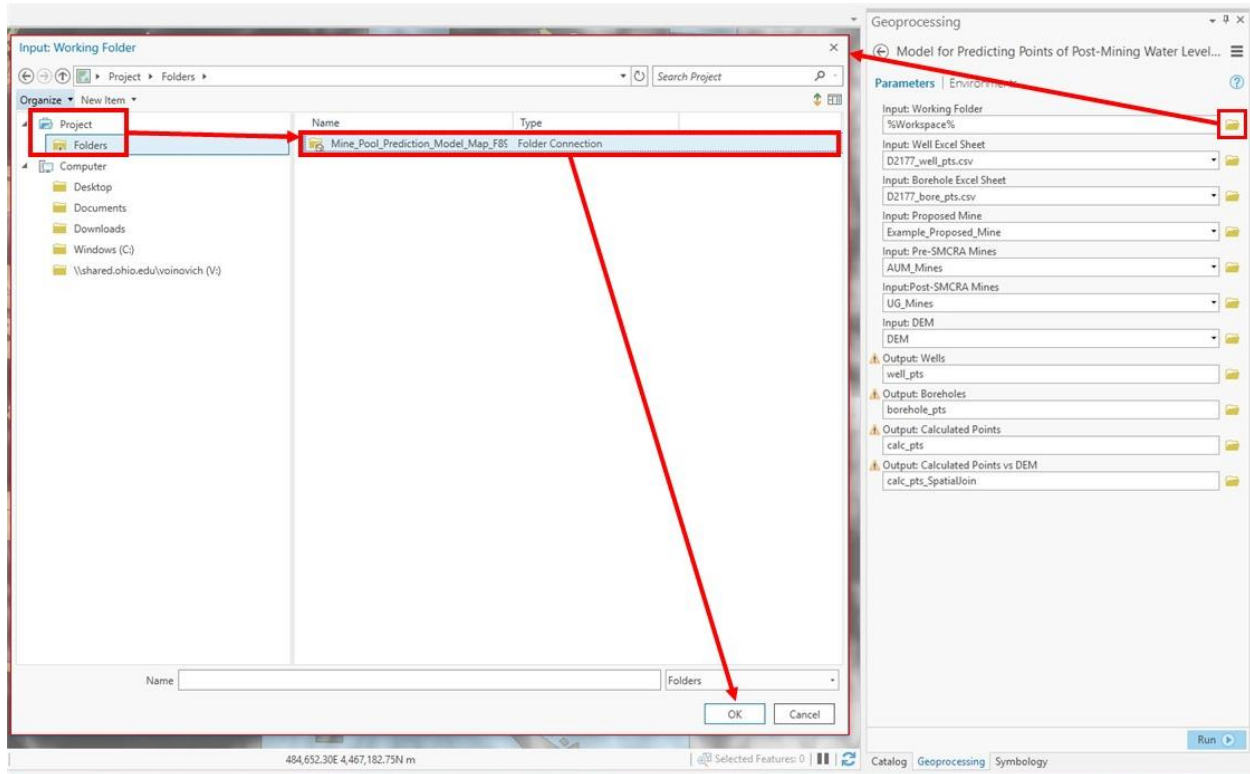 Input: Working Folder
Project ▸ Folders ▸
Search Project
Organize New Item
Project
Folders
Computer
Desktop
Documents
Downloads
Windows (C:)
\\shared.ohio.edu\voinovich (V:)
Name Type
Mine_Pool_Prediction_Model_Map_F89 Folder Connection
Name
Folders
OK Cancel
484,652.30E 4,467,182.75N m
Selected Features: 0
Geoprocessing
Model for Predicting Points of Post-Mining Water Level...
Parameters | Environments
Input: Working Folder
%Workspace%
Input: Well Excel Sheet
D2177_well_pts.csv
Input: Borehole Excel Sheet
D2177_bore_pts.csv
Input: Proposed Mine
Example_Proposed_Mine
Input: Pre-SMCRA Mines
AUM_Mines
Input:Post-SMCRA Mines
UG_Mines
Input: DEM
DEM
Output: Wells
well_pts
Output: Boreholes
borehole_pts
Output: Calculated Points
calc_pts
Output: Calculated Points vs DEM
calc_pts_SpatialJoin
Run
Catalog Geoprocessing Symbology